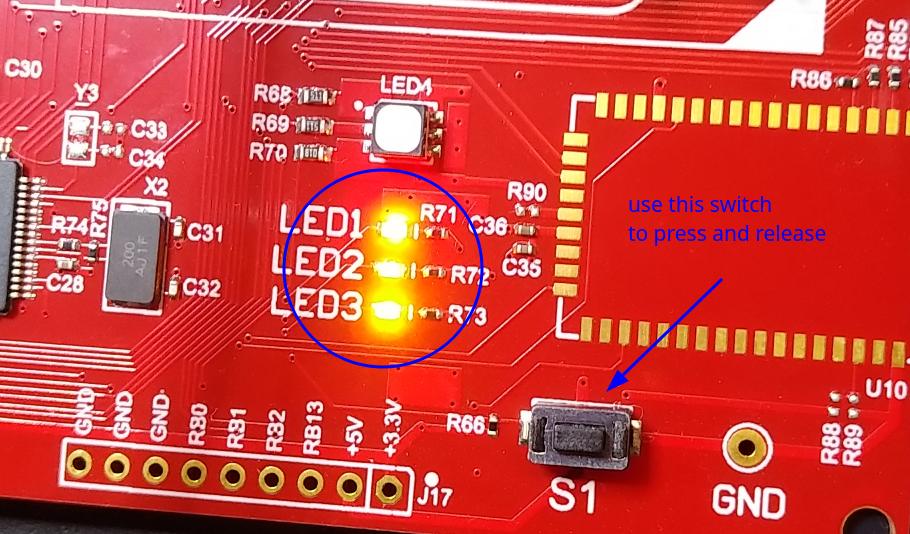 C30
Y3
C33
C34
X2
R75
R74
C28
200
AJ1F
C31
C32
R68
R69
R70
LED4
LED1
LED2
LED3
R71
R72
R73
C36
R90
C35
R86
R87
R85
use this switch
to press and release
U10
R88
R89
R66
S1
GND
GND
GND
GND
RB0
RB1
RB2
RB13
+5V
+3.3V
J17